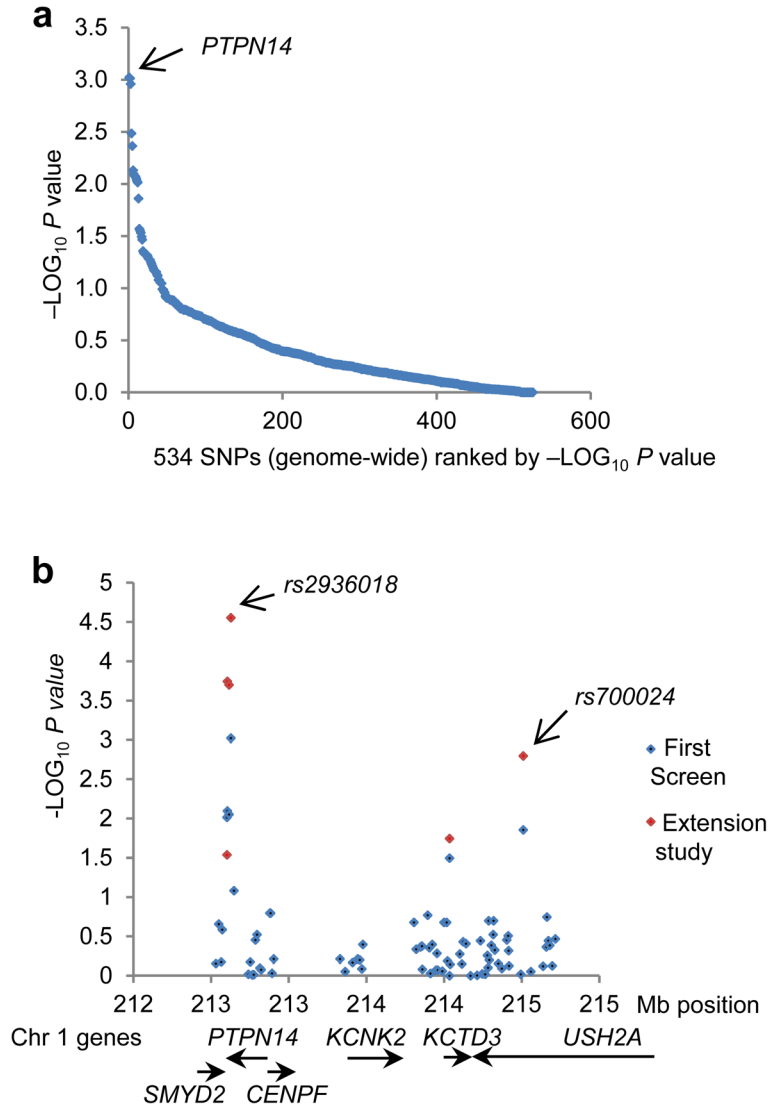 a
3.5
3.0
2.5
2.0
1.5
1.0
0.5
0.0
–LOG10 P value
PTPN14
0 200 400 600
534 SNPs (genome-wide) ranked by –LOG10 P value
b
5
4.5
4
3.5
3
2.5
2
1.5
1
0.5
0
-LOG10 P value
rs2936018
rs700024
First
Screen
Extension
study
212 213 213 214 214 215 215 Mb position
Chr 1 genes PTPN14 KCNK2 KCTD3 USH2A
SMYD2 CENPF